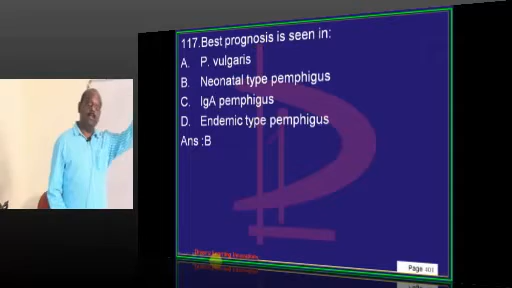 117.Best prognosis is seen in:
A. P. vulgaris
B. Neonatal type pemphigus
C. IgA pemphigus
D. Endemic type pemphigus
Ans :B
Page 401